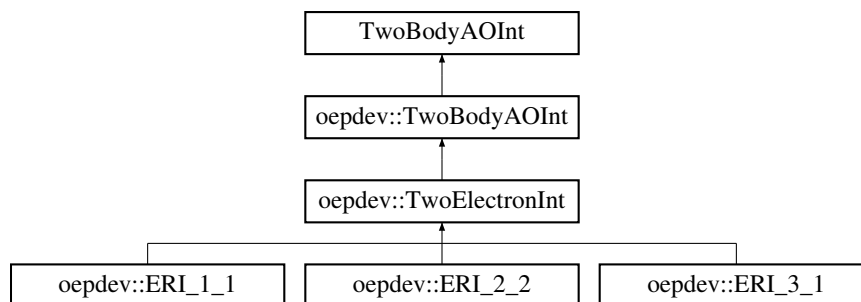 TwoBodyAOInt
oepdev::TwoBodyAOInt
oepdev::TwoElectronInt
oepdev::ERI_1_1 oepdev::ERI_2_2 oepdev::ERI_3_1